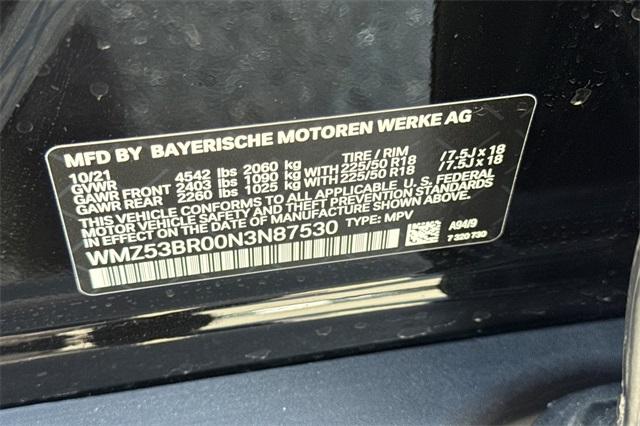 MFD BY BAYERISCHE MOTOREN WERKE AG
10/21 TIRE / RIM
GVWR 4542 lbs 2060 kg
GAWR FRONT 2403 lbs 1090 kg WITH 225/50 R18 / 7.5J x 18
GAWR REAR 2260 lbs 1025 kg WITH 225/50 R18 / 7.5J x 18
THIS VEHICLE CONFORMS TO ALL APPLICABLE U. S. FEDERAL
MOTOR VEHICLE SAFETY AND THEFT PREVENTION STANDARDS
IN EFFECT ON THE DATE OF MANUFACTURE SHOWN ABOVE.
WMZ53BR00N3N87530 TYPE: MPV
A94/9
7 320 730